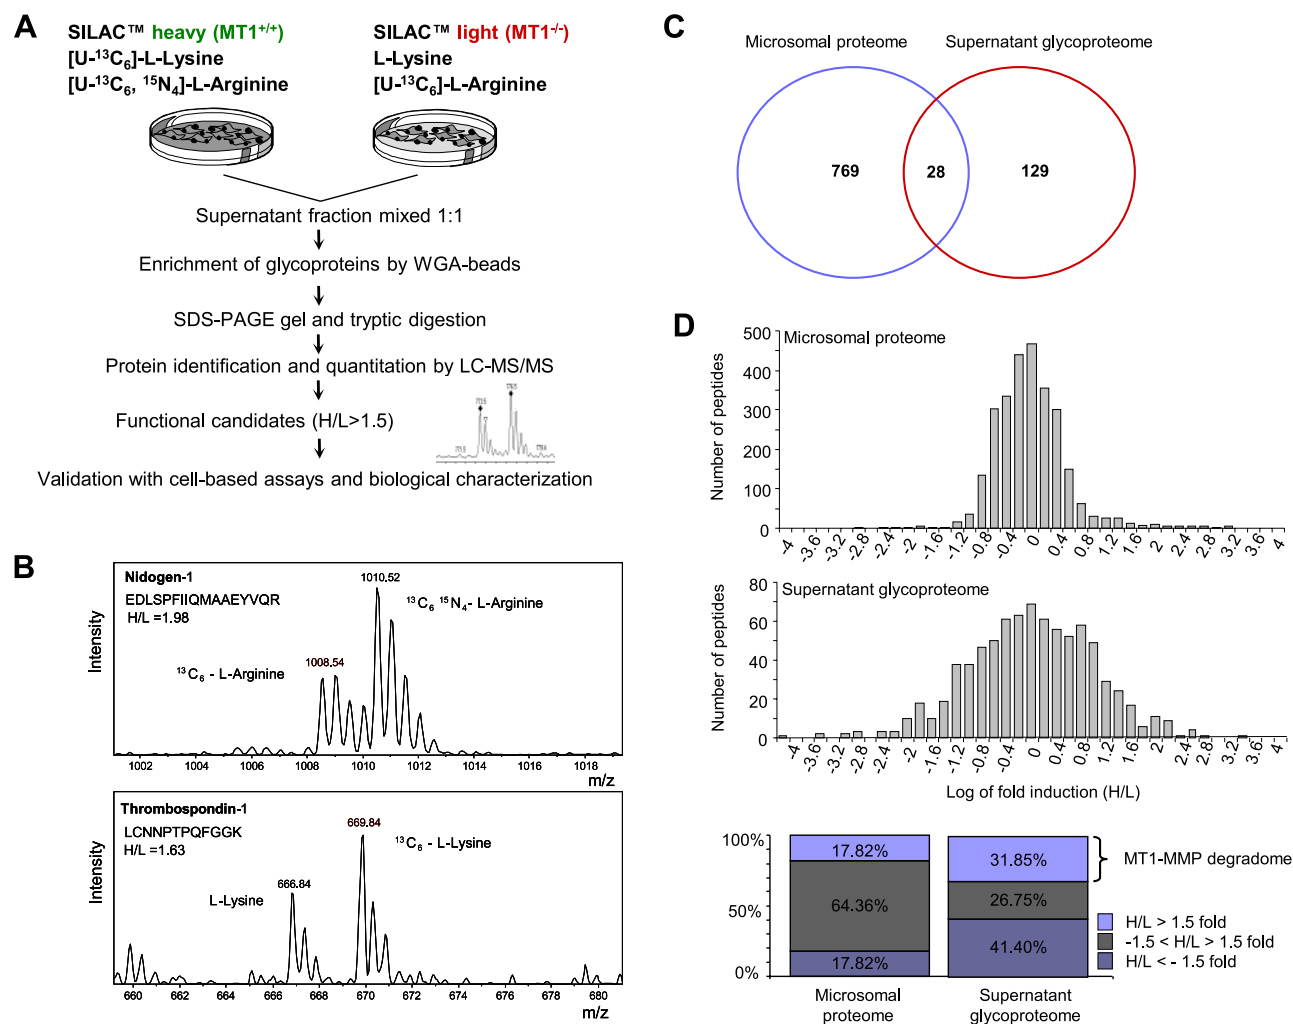 A
SILAC™ heavy (MT1+/+)
[U-13C6]-L-Lysine
[U-13C6, 15N4]-L-Arginine
SILAC™ light (MT1-/-)
L-Lysine
[U-13C6]-L-Arginine
Supernatant fraction mixed 1:1
Enrichment of glycoproteins by WGA-beads
SDS-PAGE gel and tryptic digestion
Protein identification and quantitation by LC-MS/MS
Functional candidates (H/L>1.5)
Validation with cell-based assays and biological characterization
B
Nidogen-1
EDLSPFIIQMAAEYVQR
H/L =1.98
1010.52
13C6 15N4- L-Arginine
1008.54
13C6 - L-Arginine
Intensity
1002 1004 1006 1008 1010 1012 1014 1016 1018
m/z
Thrombospondin-1
LCNNPTPQFGGK
H/L =1.63
669.84
13C6 - L-Lysine
666.84
L-Lysine
Intensity
660 662 664 666 668 670 672 674 676 678 680
m/z
C
Microsomal proteome
Supernatant glycoproteome
769
28
129
D
Microsomal proteome
Number of peptides
500
400
300
200
100
0
-4 -3.6 -3.2 -2.8 -2.4 -2 -1.6 -1.2 -0.8 -0.4 0 0.4 0.8 1.2 1.6 2 2.4 2.8 3.2 3.6 4
Supernatant glycoproteome
Number of peptides
80
60
40
20
0
-4 -3.6 -3.2 -2.8 -2.4 -2 -1.6 -1.2 -0.8 -0.4 0 0.4 0.8 1.2 1.6 2 2.4 2.8 3.2 3.6 4
Log of fold induction (H/L)
100%
50%
0%
17.82%
64.36%
17.82%
31.85%
26.75%
41.40%
MT1-MMP degradome
H/L > 1.5 fold
-1.5 < H/L > 1.5 fold
H/L < - 1.5 fold
Microsomal
proteome
Supernatant
glycoproteome